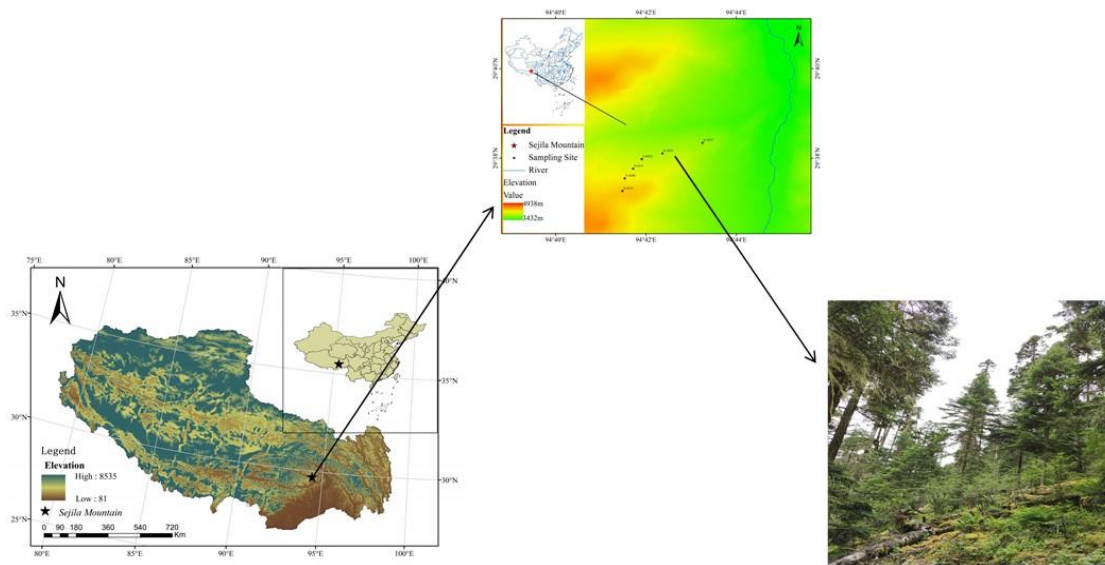 94°40'E 94°42'E 94°44'E
29°40'N
29°38'N
Legend
Sejila Mountain
Sampling Site
River
Elevation
Value
4938m
3432m
94°40'E 94°42'E 94°44'E
75°E 80°E 85°E 90°E 95°E 100°E
N
35°N
30°N
25°N
40°N
35°N
30°N
Legend
Elevation
High : 8535
Low : 81
Sejila Mountain
0 90 180 360 540 720
Km
80°E 85°E 90°E 95°E 100°E